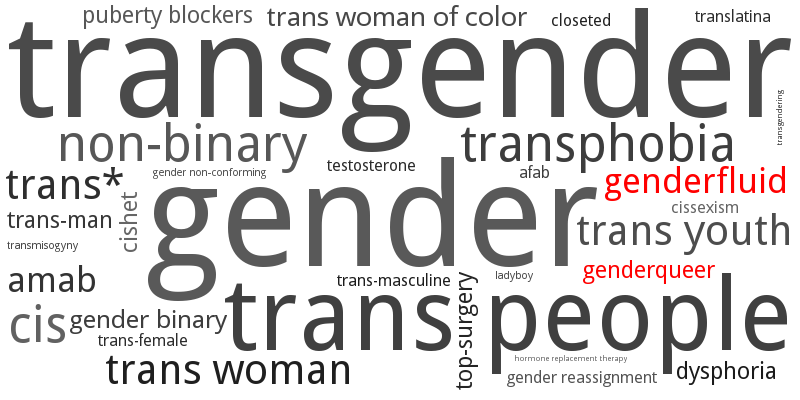 puberty blockers
trans woman of color
closeted
translatina
transgender
transgendering
non-binary
transphobia
testosterone
gender non-conforming
afab
trans*
genderfluid
cishet
gender
cissexism
trans-man
trans youth
transmisogyny
genderqueer
amab
trans-masculine
ladyboy
top-surgery
trans people
cis
gender binary
trans-female
hormone replacement therapy
trans woman
gender reassignment
dysphoria